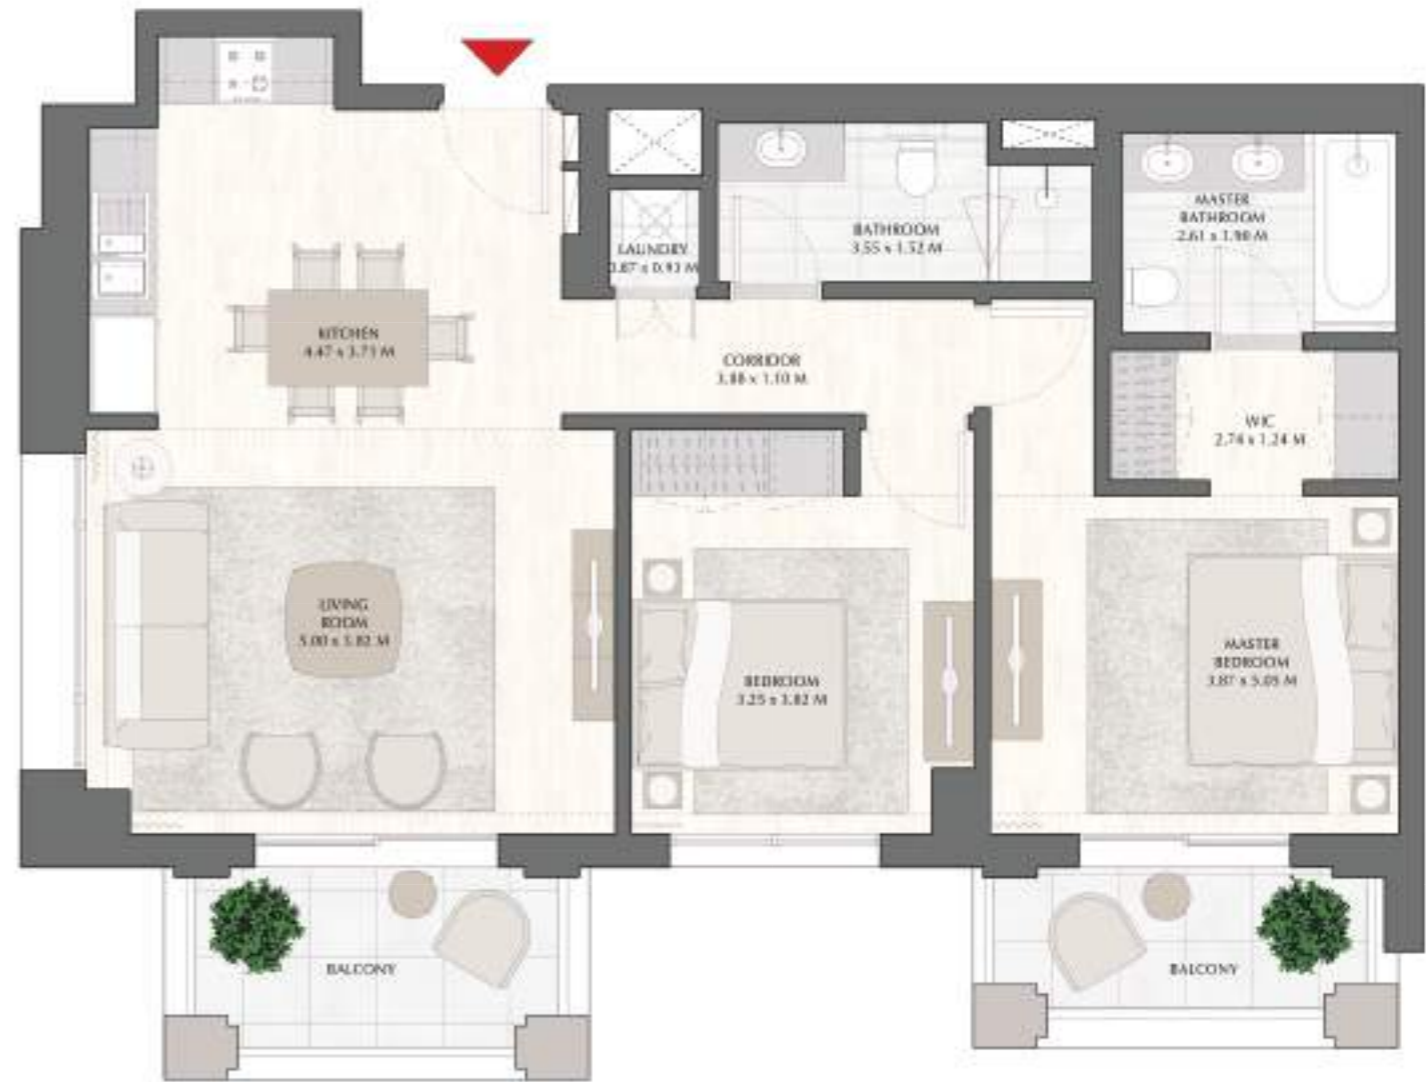 MASTER
BATHROOM
2.61 x 1.90 M
BATHROOM
3.55 x 1.52 M
LAUNDRY
0.87 x 0.93 M
KITCHEN
4.47 x 3.71 M
CORRIDOR
3.88 x 1.10 M
WIC
2.74 x 1.24 M
LIVING
ROOM
5.00 x 3.82 M
BEDROOM
3.25 x 3.82 M
MASTER
BEDROOM
3.87 x 5.05 M
BALCONY
BALCONY